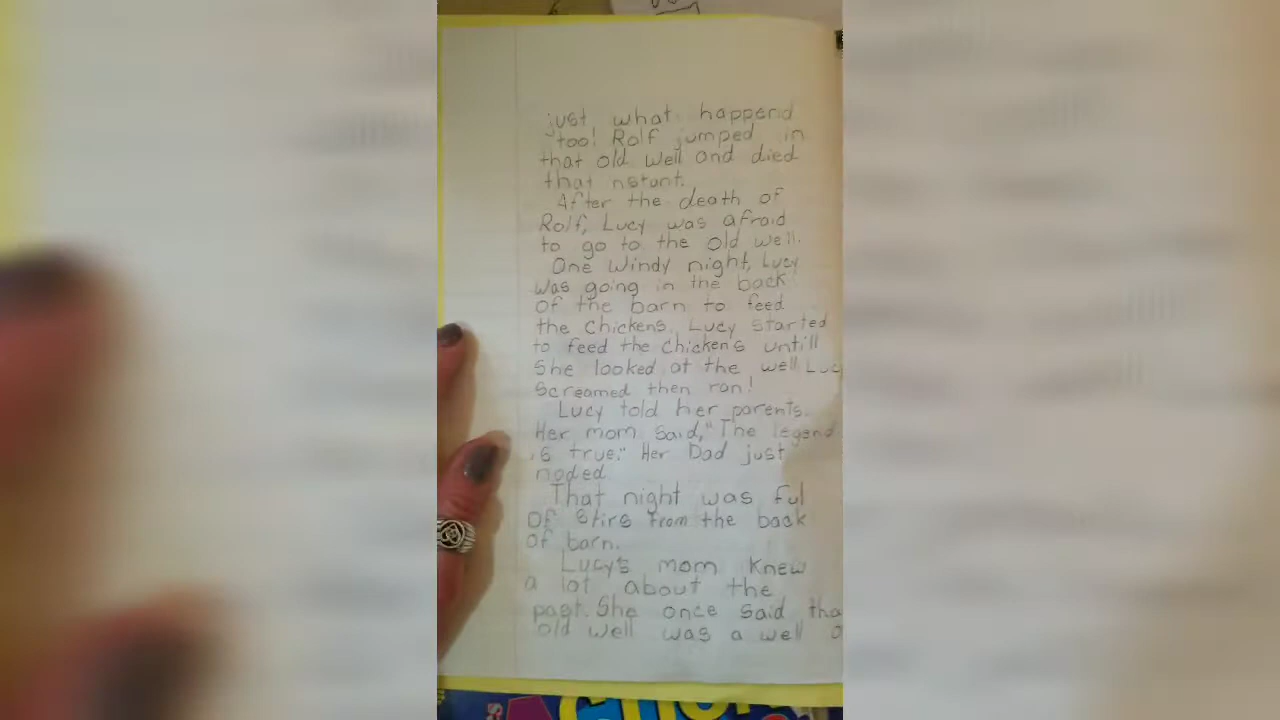 just what happend
too! Rolf jumped in
that old well and died
that nstant.
After the death of
Rolf, Lucy was afraid
to go to the old well.
One windy night, Lucy
was going in the back
of the barn to feed
the chickens. Lucy started
to feed the chickens untill
She looked at the well Luc
Screamed then ran!
Lucy told her parents.
Her mom said, "The legend
is true." Her Dad just
noded
That night was ful
Of stirs from the back
of barn.
Lucy's mom knew
a lot about the
past. She once said tha
old well was a well o